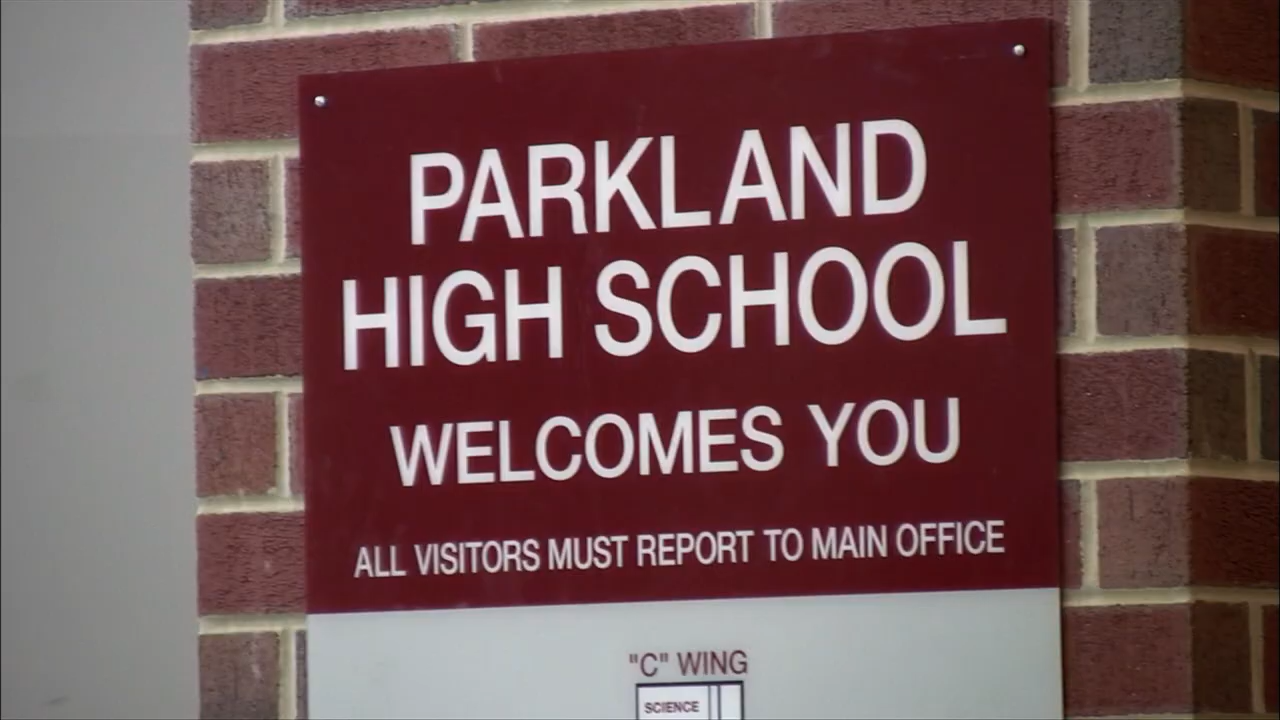 PARKLAND
HIGH SCHOOL
WELCOMES YOU
ALL VISITORS MUST REPORT TO MAIN OFFICE
"C" WING
SCIENCE